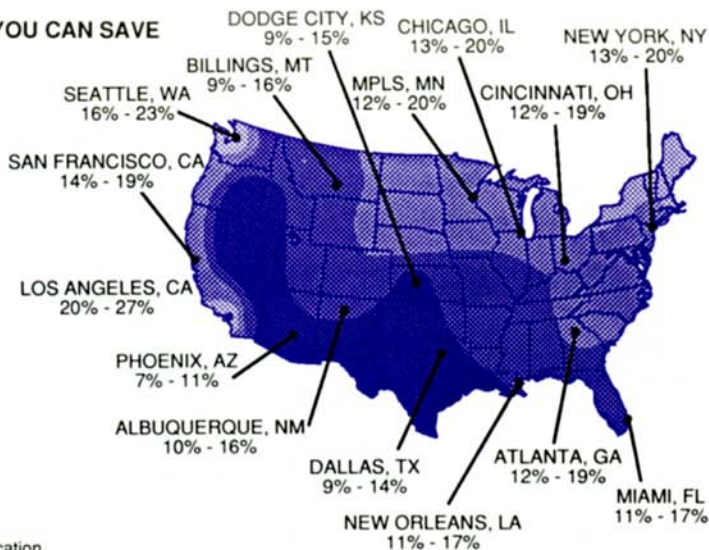 YOU CAN SAVE
DODGE CITY, KS
9% - 15%
CHICAGO, IL
13% - 20%
NEW YORK, NY
13% - 20%
BILLINGS, MT
9% - 16%
MPLS, MN
12% - 20%
CINCINNATI, OH
12% - 19%
SEATTLE, WA
16% - 23%
SAN FRANCISCO, CA
14% - 19%
LOS ANGELES, CA
20% - 27%
PHOENIX, AZ
7% - 11%
ALBUQUERQUE, NM
10% - 16%
DALLAS, TX
9% - 14%
ATLANTA, GA
12% - 19%
MIAMI, FL
11% - 17%
NEW ORLEANS, LA
11% - 17%